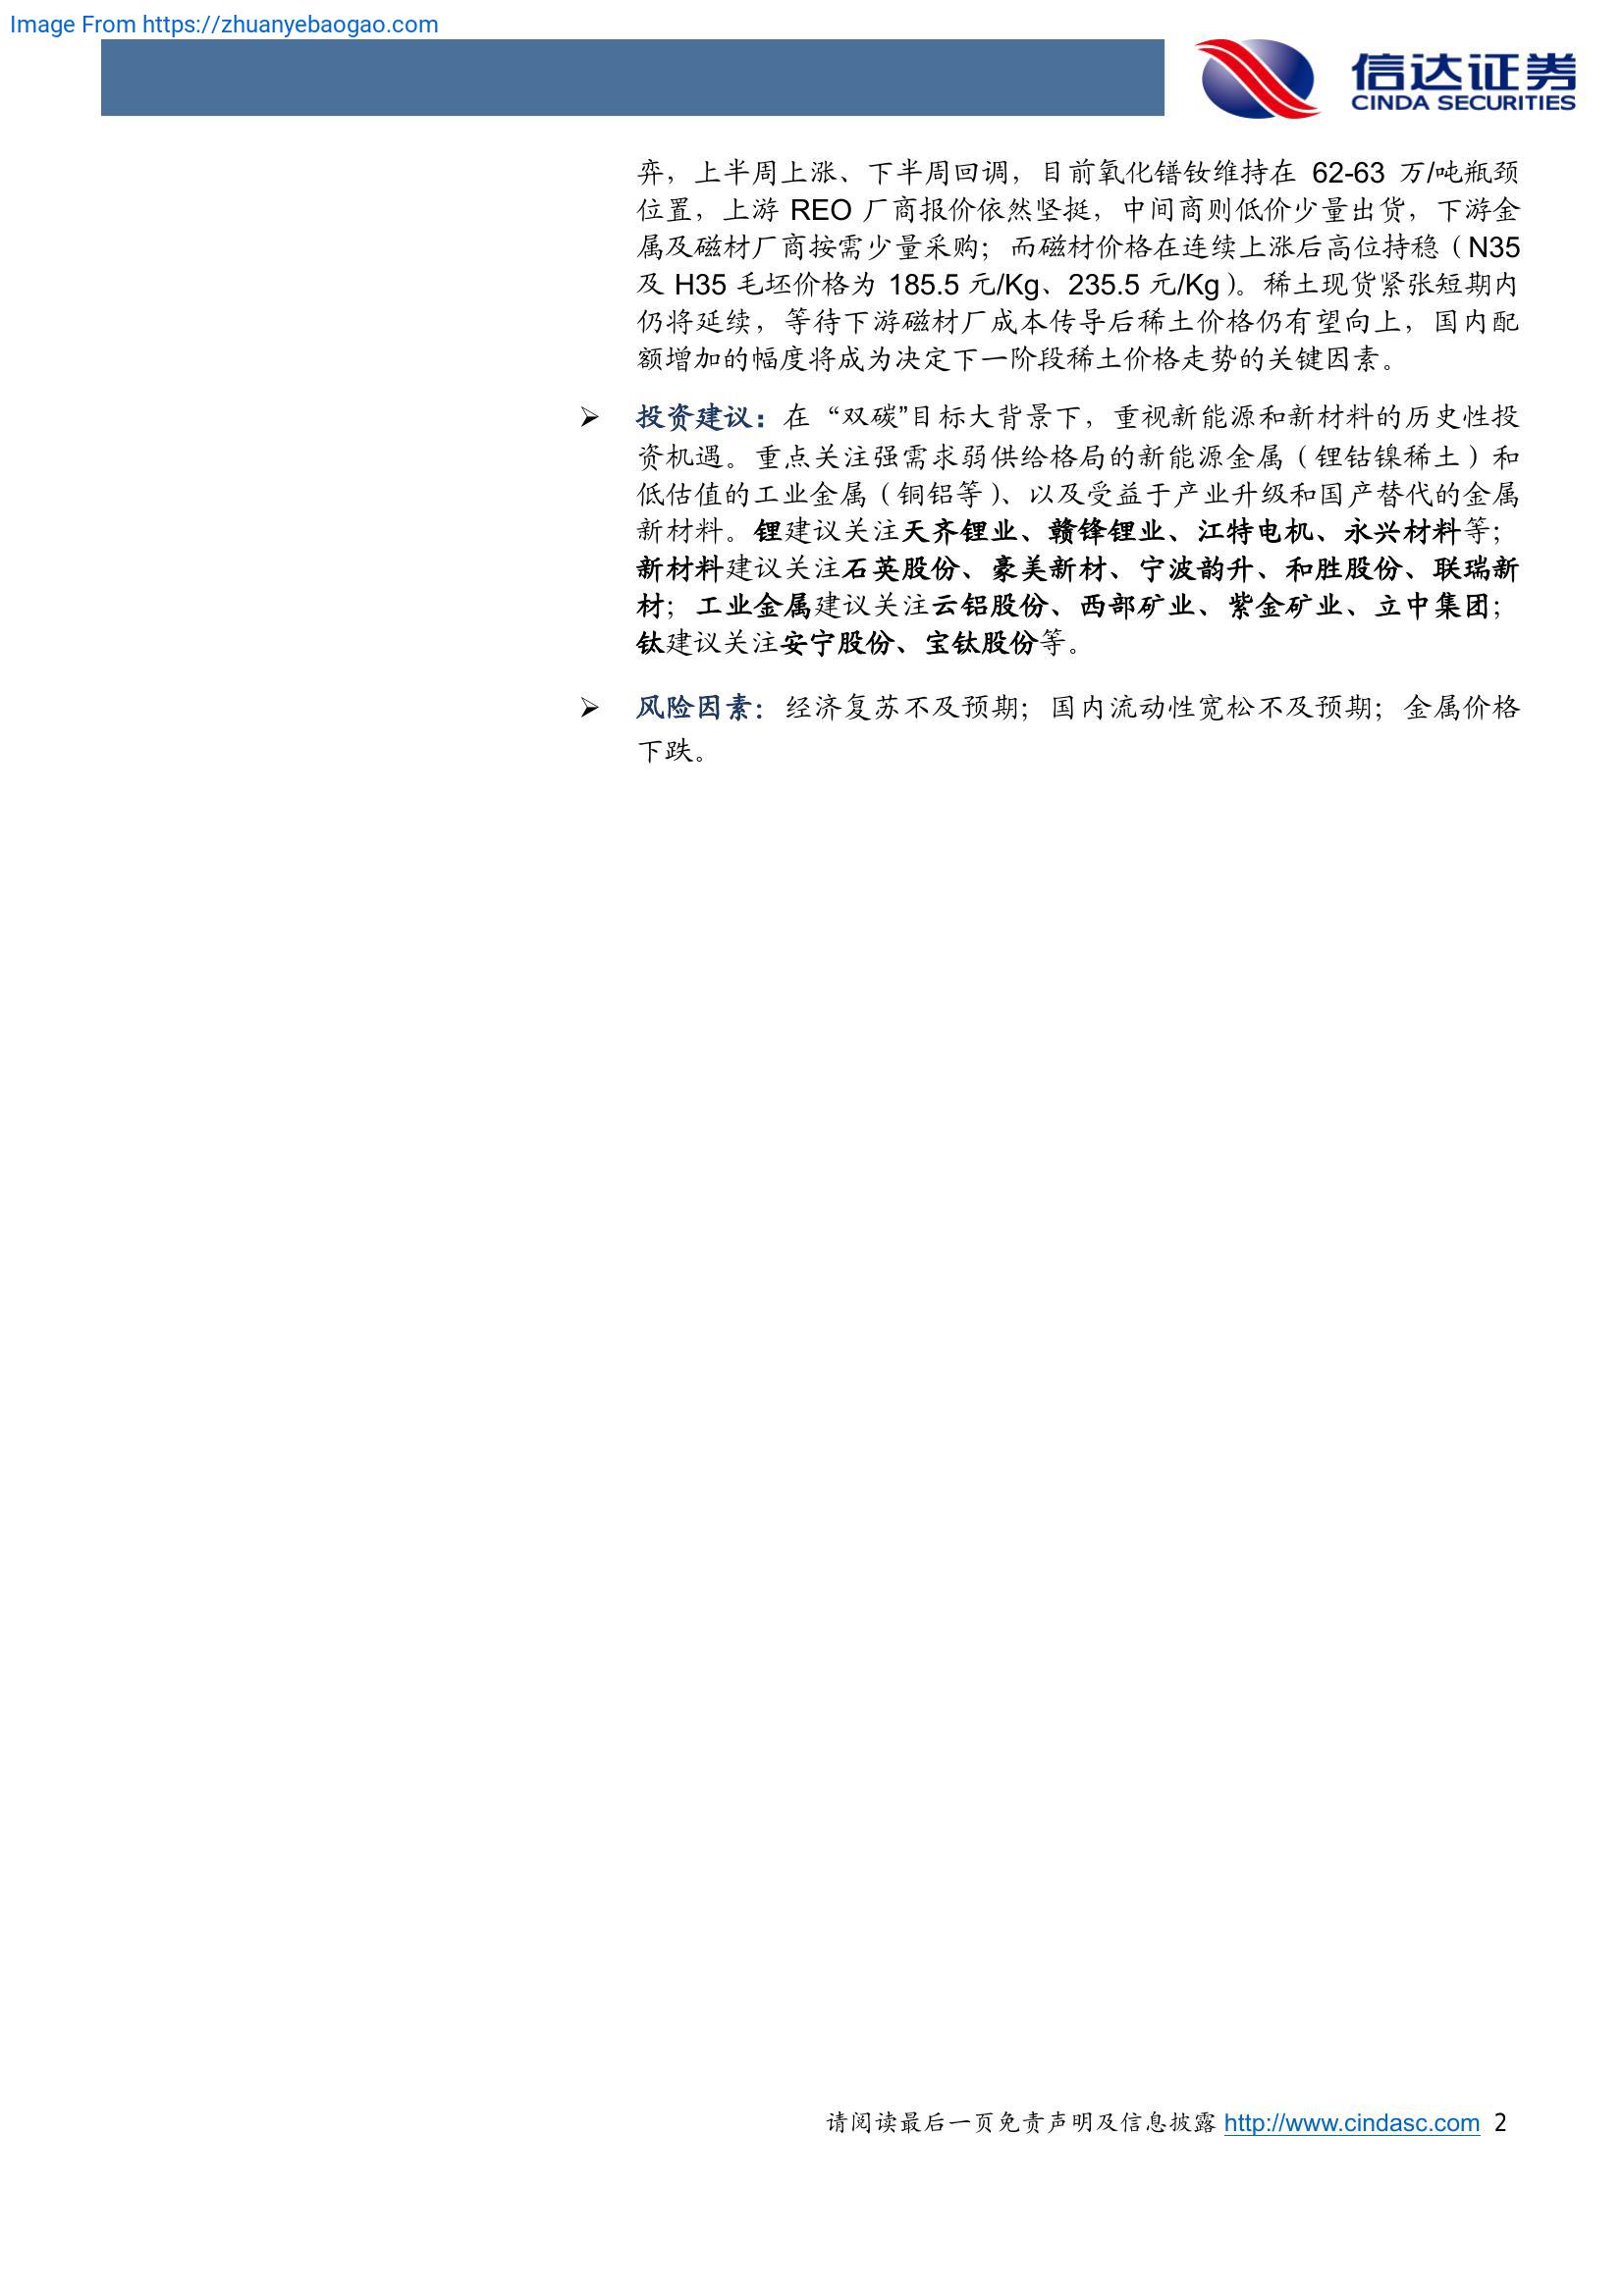 Image From https://zhuanyebaogao.com
信达证券
CINDA SECURITIES
弈，上半周上涨、下半周回调，目前氧化镨钕维持在 62-63 万/吨瓶颈
位置，上游 REO 厂商报价依然坚挺，中间商则低价少量出货，下游金
属及磁材厂商按需少量采购；而磁材价格在连续上涨后高位持稳（N35
及 H35 毛坯价格为 185.5 元/Kg、235.5 元/Kg）。稀土现货紧张短期内
仍将延续，等待下游磁材厂成本传导后稀土价格仍有望向上，国内配
额增加的幅度将成为决定下一阶段稀土价格走势的关键因素。
➢ 投资建议：在“双碳”目标大背景下，重视新能源和新材料的历史性投
资机遇。重点关注强需求弱供给格局的新能源金属（锂钴镍稀土）和
低估值的工业金属（铜铝等）、以及受益于产业升级和国产替代的金属
新材料。锂建议关注天齐锂业、赣锋锂业、江特电机、永兴材料等；
新材料建议关注石英股份、豪美新材、宁波韵升、和胜股份、联瑞新
材；工业金属建议关注云铝股份、西部矿业、紫金矿业、立中集团；
钛建议关注安宁股份、宝钛股份等。
➢ 风险因素：经济复苏不及预期；国内流动性宽松不及预期；金属价格
下跌。
请阅读最后一页免责声明及信息披露 http://www.cindasc.com 2